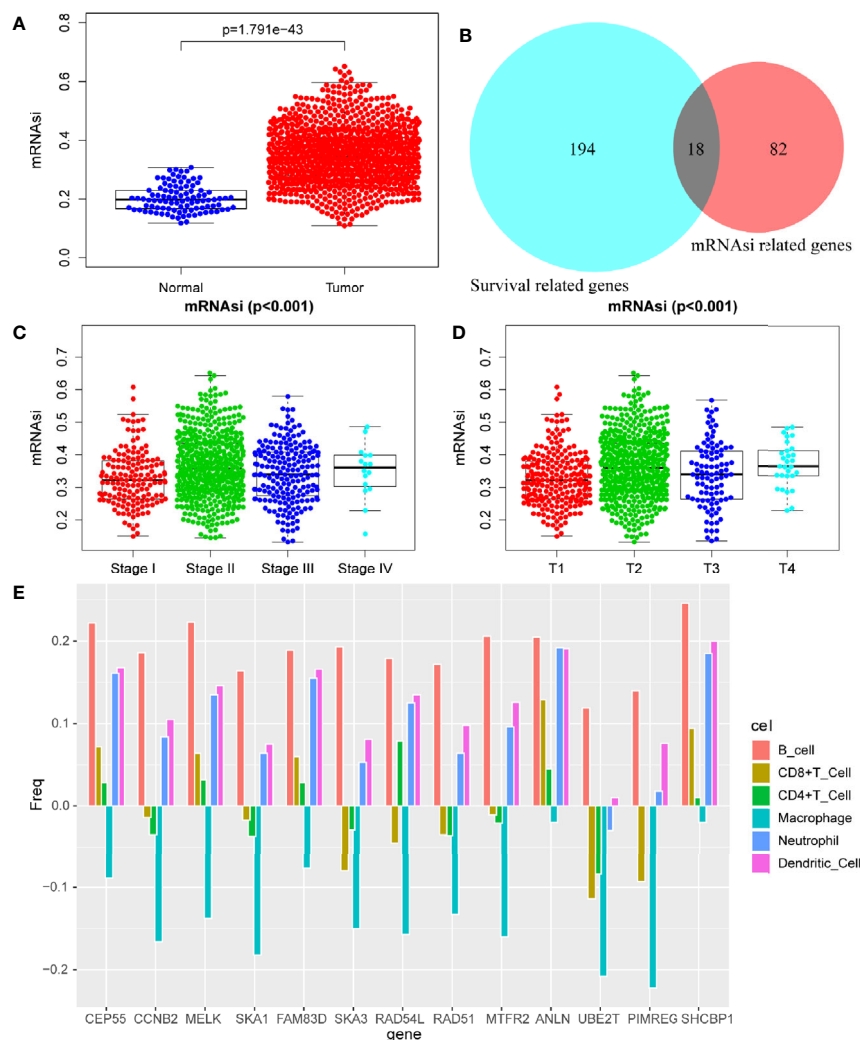 A
p=1.791e−43
mRNAsi
0.8
0.6
0.4
0.2
0.0
Normal
Tumor
B
194
18
82
mRNAsi related genes
Survival related genes
C
mRNAsi (p<0.001)
mRNAsi
0.7
0.6
0.5
0.4
0.3
0.2
Stage I
Stage II
Stage III
Stage IV
D
mRNAsi (p<0.001)
mRNAsi
0.7
0.6
0.5
0.4
0.3
0.2
T1
T2
T3
T4
E
Freq
0.2
0.1
0.0
−0.1
−0.2
CEP55
CCNB2
MELK
SKA1
FAM83D
SKA3
RAD54L
RAD51
MTFR2
ANLN
UBE2T
PIMREG
SHCBP1
gene
cel
B_cell
CD8+T_Cell
CD4+T_Cell
Macrophage
Neutrophil
Dendritic_Cell